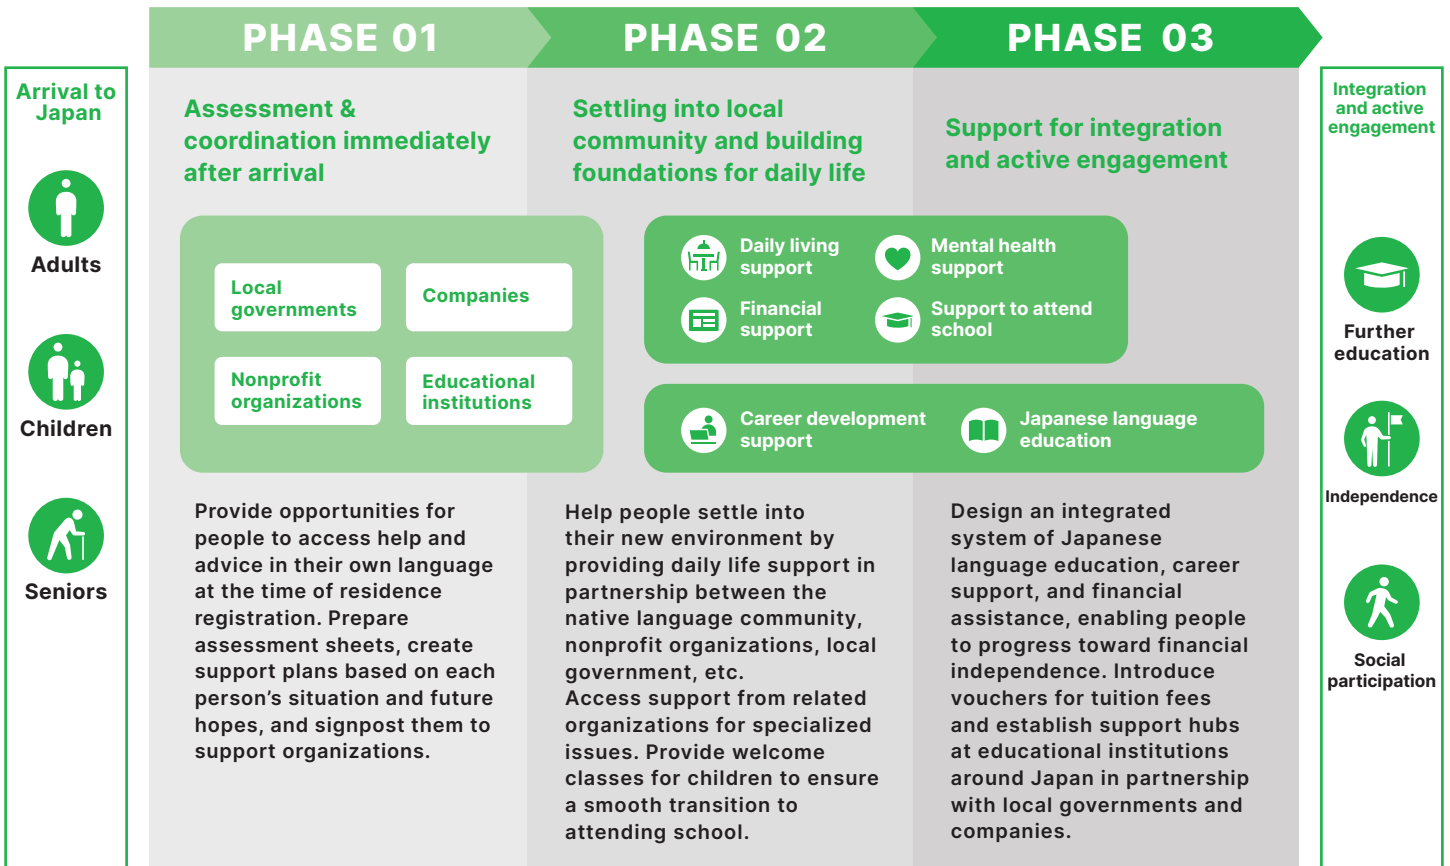 PHASE 01
PHASE 02
PHASE 03
Arrival to
Japan
Adults
Children
Seniors
Assessment &
coordination immediately
after arrival
Local
governments
Companies
Nonprofit
organizations
Educational
institutions
Provide opportunities for
people to access help and
advice in their own language
at the time of residence
registration. Prepare
assessment sheets, create
support plans based on each
person’s situation and future
hopes, and signpost them to
support organizations.
Settling into local
community and building
foundations for daily life
Daily living
support
Mental health
support
Financial
support
Support to attend
school
Career development
support
Japanese language
education
Help people settle into
their new environment by
providing daily life support in
partnership between the
native language community,
nonprofit organizations, local
government, etc.
Access support from related
organizations for specialized
issues. Provide welcome
classes for children to ensure
a smooth transition to
attending school.
Support for integration
and active engagement
Design an integrated
system of Japanese
language education, career
support, and financial
assistance, enabling people
to progress toward financial
independence. Introduce
vouchers for tuition fees
and establish support hubs
at educational institutions
around Japan in partnership
with local governments and
companies.
Integration
and active
engagement
Further
education
Independence
Social
participation